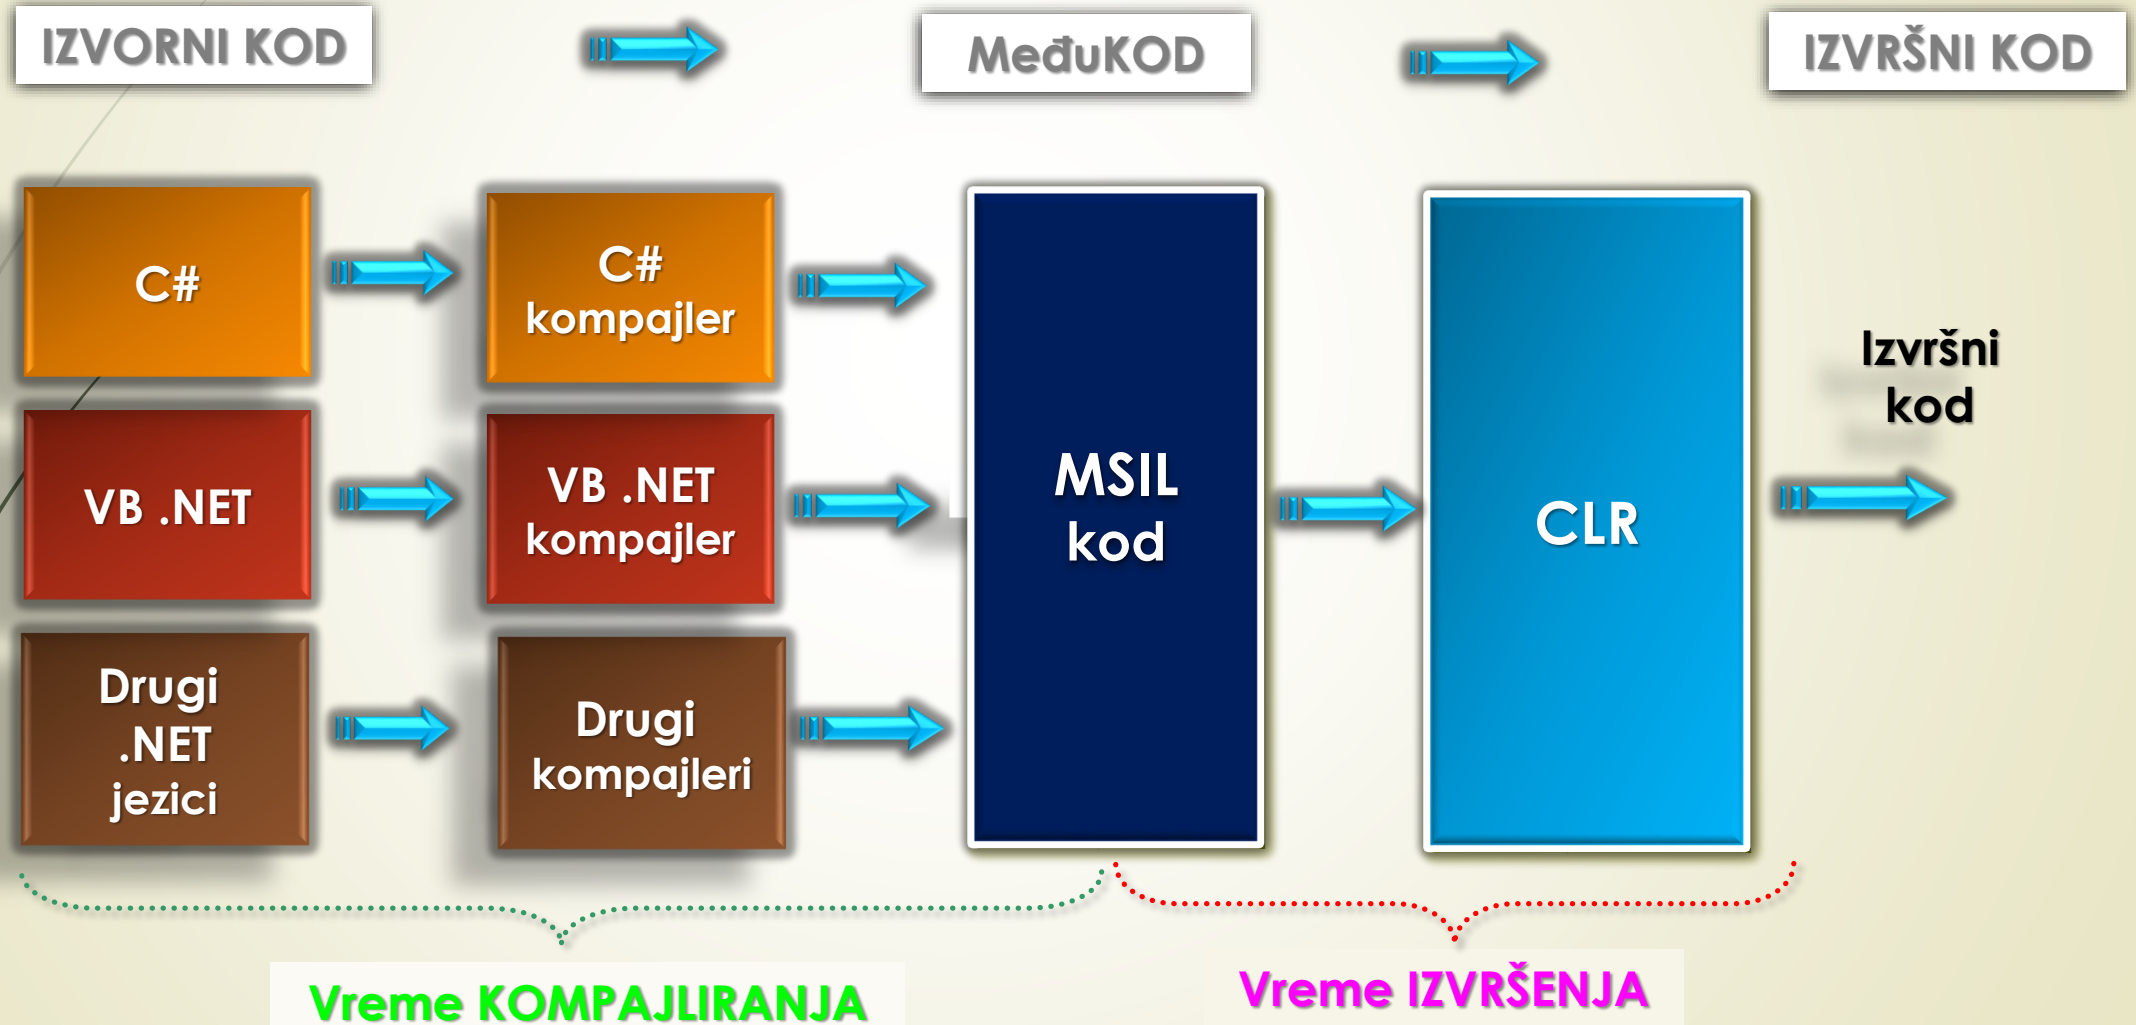 IZVORNI KOD
MeđuKOD
IZVRŠNI KOD
C#
C#
kompajler
VB .NET
VB .NET
kompajler
Drugi
.NET
jezici
Drugi
kompajleri
MSIL
kod
CLR
Izvršni
kod
Vreme KOMPAJLIRANJA
Vreme IZVRŠENJA